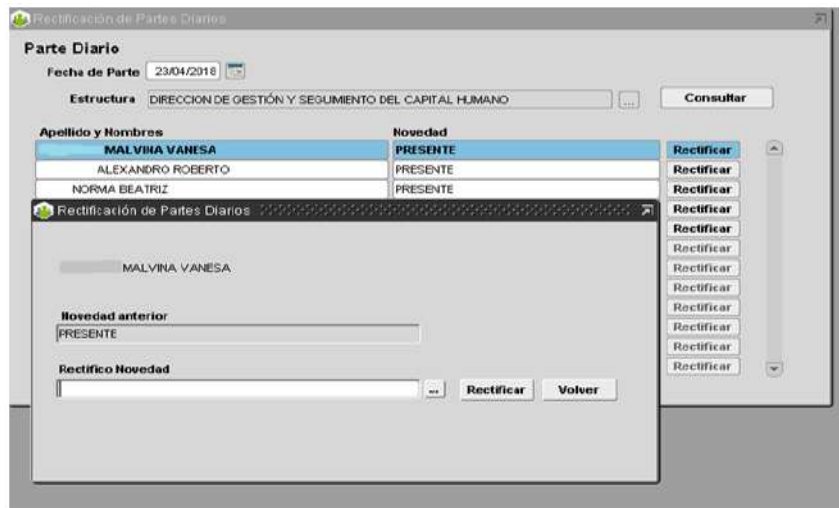 Rectificación de Partes Diarios
Parte Diario
Fecha de Parte 23/04/2018
Estructura DIRECCION DE GESTIÓN Y SEGUIMIENTO DEL CAPITAL HUMANO ... Consultar
Apellido y Nombres Novedad
MALVINA VANESA PRESENTE Rectificar
ALEXANDRO ROBERTO PRESENTE Rectificar
NORMA BEATRIZ PRESENTE Rectificar
Rectificar
Rectificar
Rectificar
Rectificar
Rectificar
Rectificar
Rectificar
Rectificar
Rectificar
Rectificación de Partes Diarios
MALVINA VANESA
Novedad anterior
PRESENTE
Rectifico Novedad
... Rectificar Volver